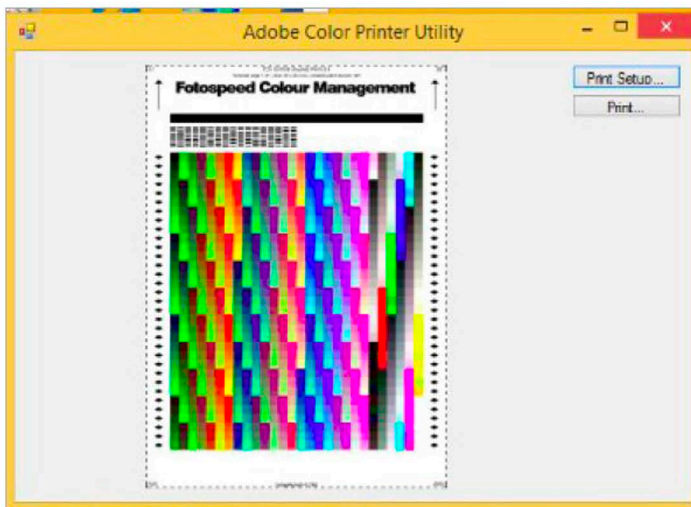 Adobe Color Printer Utility
Print Setup...
Print...
Fotospeed Colour Management